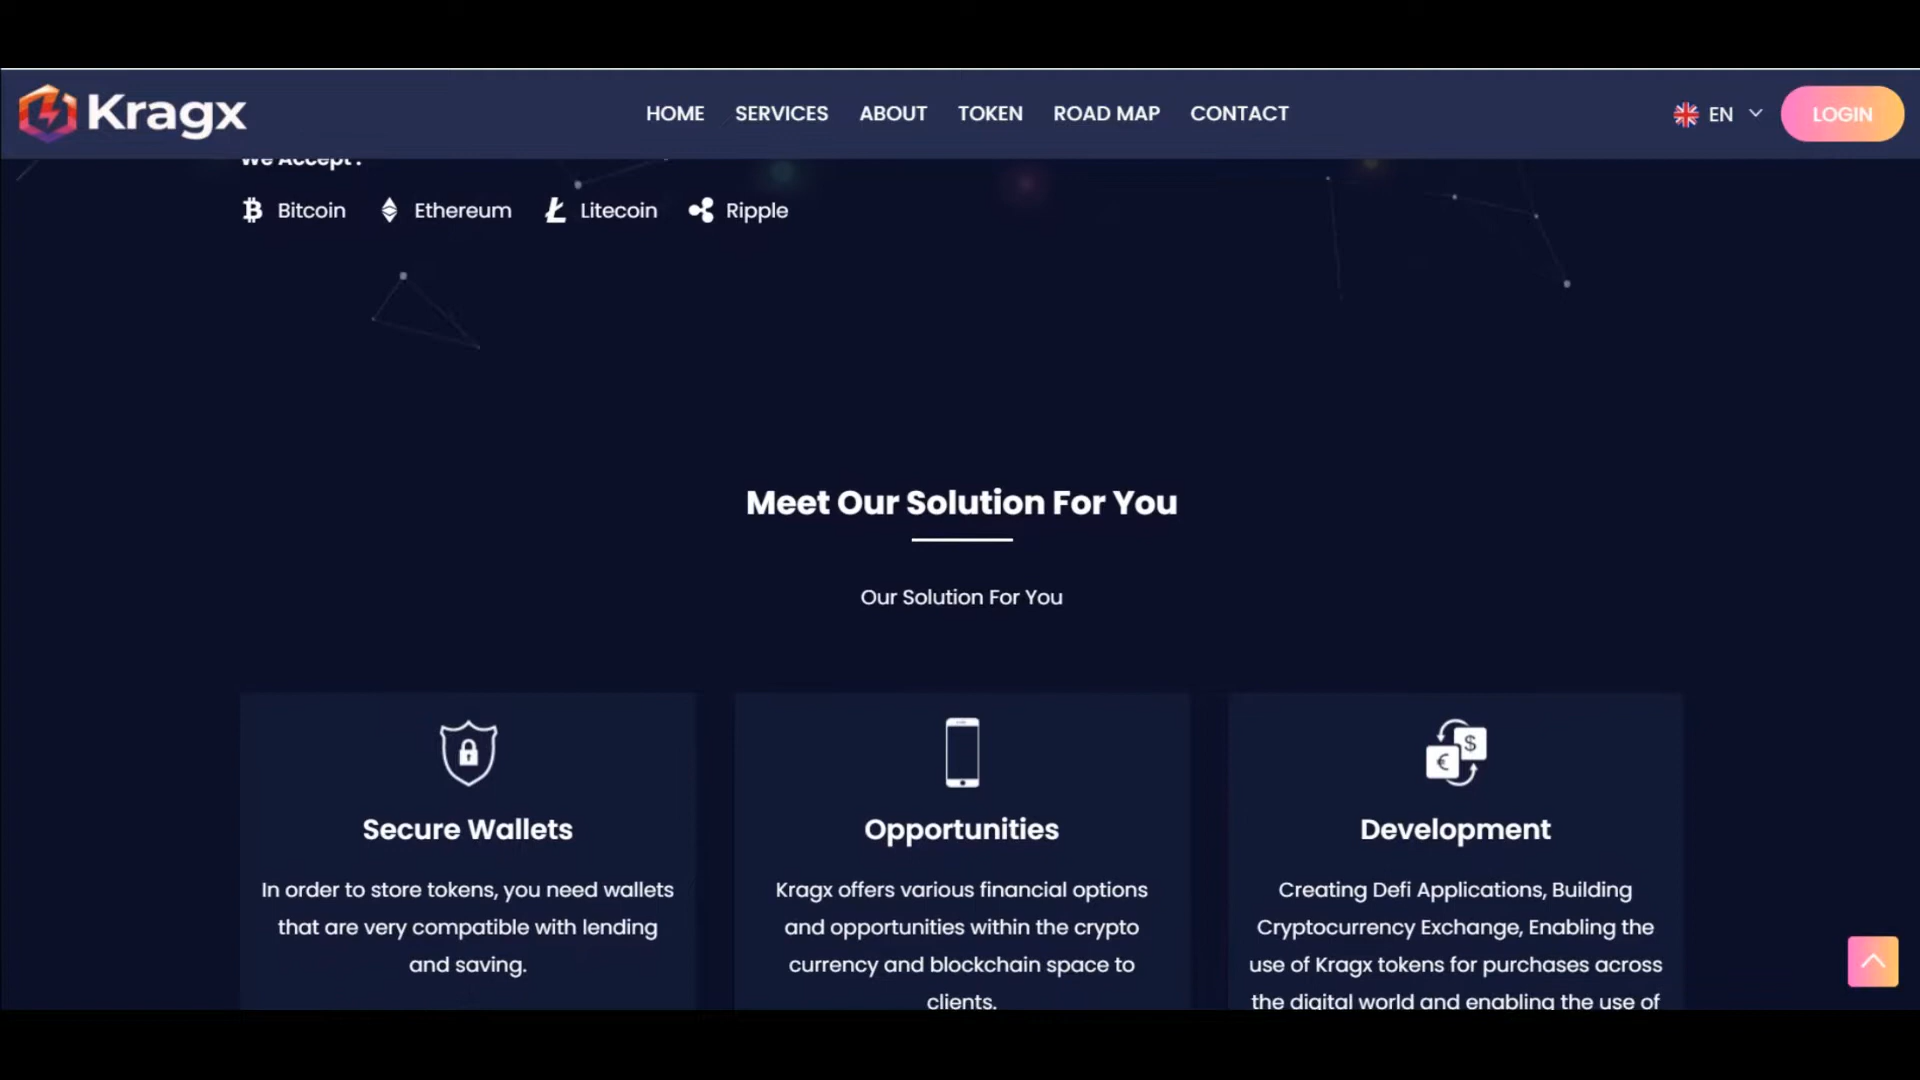 Kragx
HOME SERVICES ABOUT TOKEN ROAD MAP CONTACT
EN
LOGIN
We Accept :
Bitcoin Ethereum Litecoin Ripple
Meet Our Solution For You
Our Solution For You
Secure Wallets
In order to store tokens, you need wallets
that are very compatible with lending
and saving.
Opportunities
Kragx offers various financial options
and opportunities within the crypto
currency and blockchain space to
clients.
Development
Creating Defi Applications, Building
Cryptocurrency Exchange, Enabling the
use of Kragx tokens for purchases across
the digital world and enabling the use of